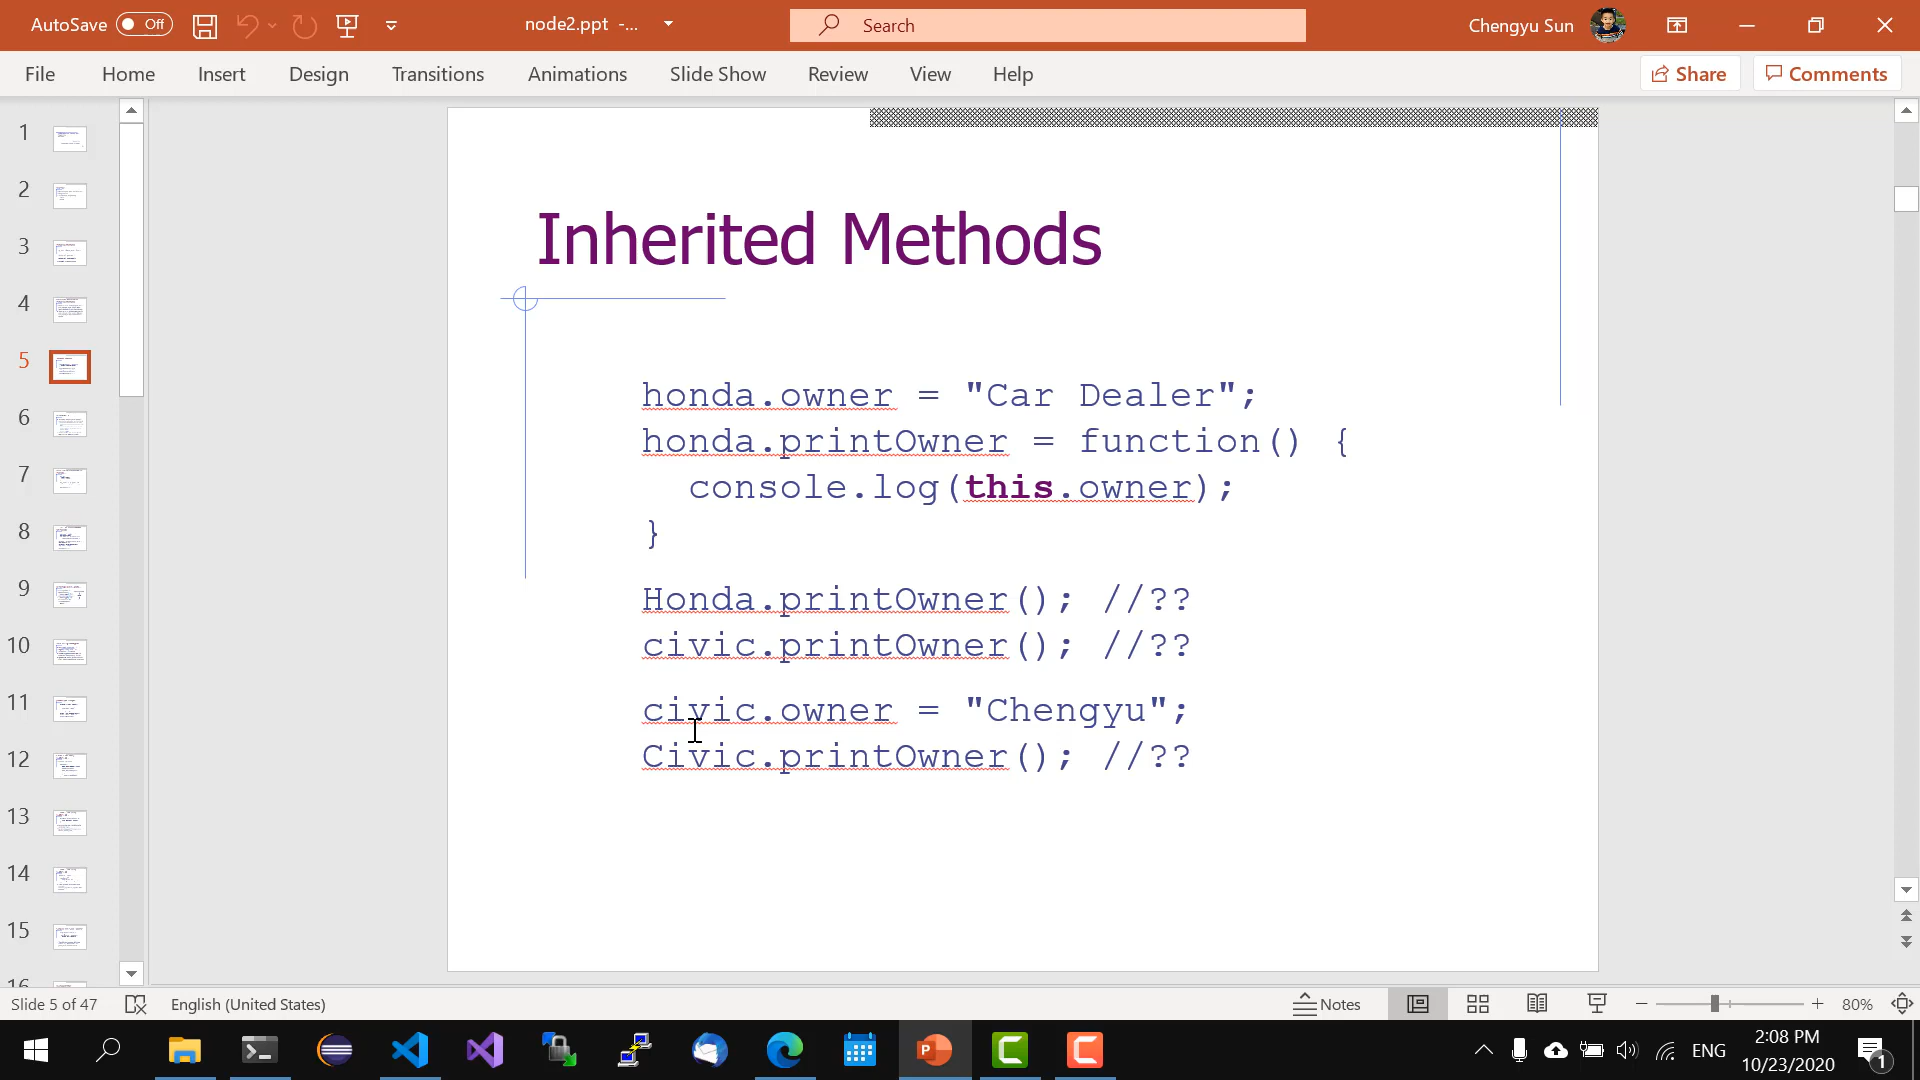 AutoSave Off node2.ppt -... Search Chengyu Sun
File Home Insert Design Transitions Animations Slide Show Review View Help Share Comments
1
2
3
4
5
6
7
8
9
10
11
12
13
14
15
16
Inherited Methods
honda.owner = "Car Dealer";
honda.printOwner = function() {
console.log(this.owner);
}
Honda.printOwner(); //??
civic.printOwner(); //??
civic.owner = "Chengyu";
Civic.printOwner(); //??
Slide 5 of 47 English (United States) Notes 80%
ENG
2:08 PM
10/23/2020
1